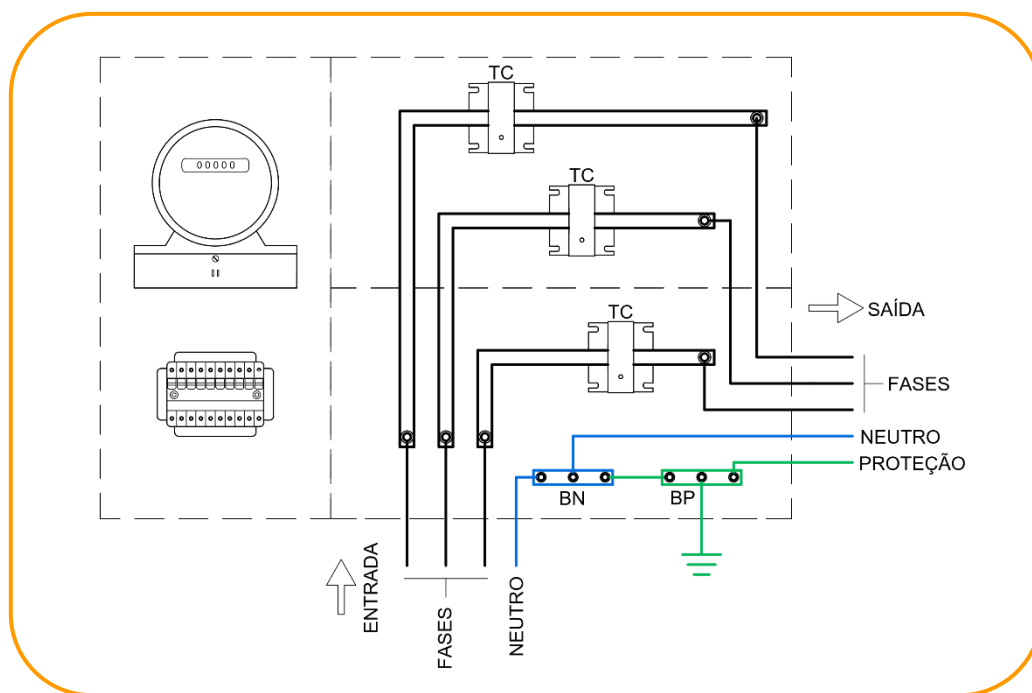 TC
00000
TC
TC
SAÍDA
FASES
NEUTRO
PROTEÇÃO
BN
BP
ENTRADA
FASES
NEUTRO